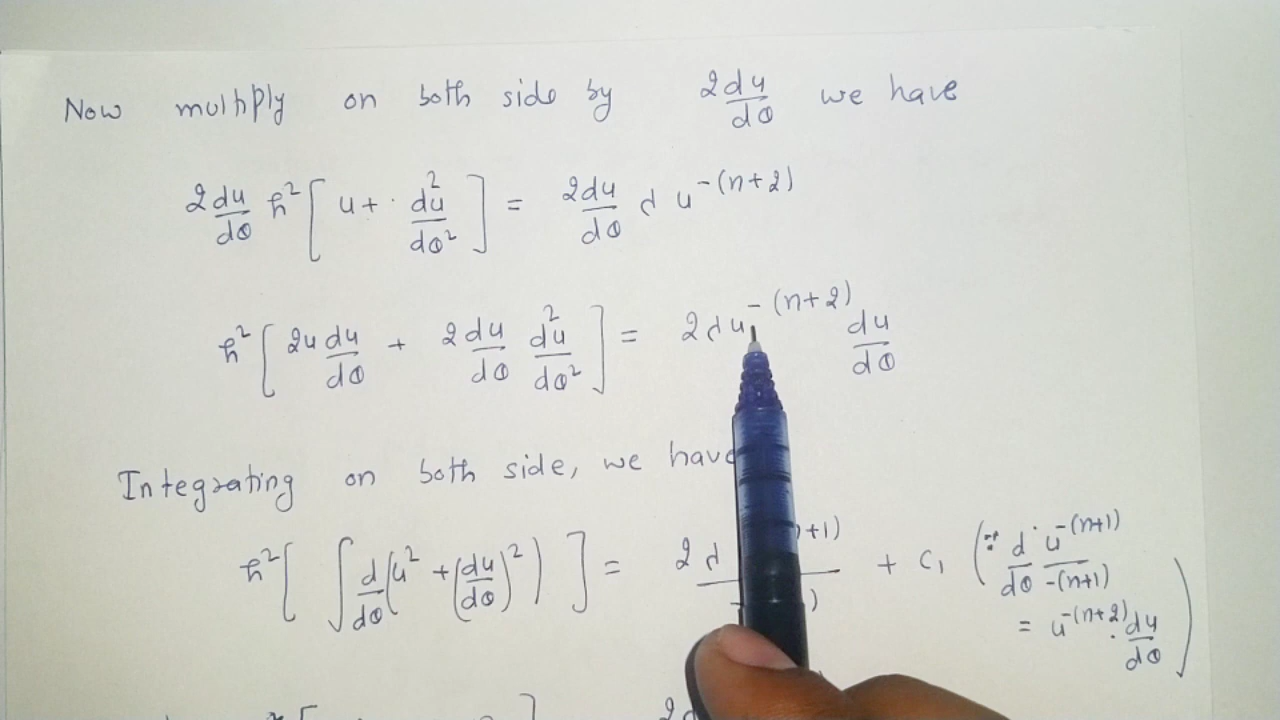 Now multiply on both side by 2du/dθ we have
2du/dθ h² [ u + d²u/dθ² ] = 2du/dθ λ u^-(n+2)
h² [ 2u du/dθ + 2du/dθ d²u/dθ² ] = 2λu^-(n+2) du/dθ
Integrating on both side, we have
h² [ ∫ d/dθ (u² + (du/dθ)²) ] = 2λ +1) + c₁ (∵ d/dθ u^-(n+1)/-(n+1)
= u^-(n+2) . du/dθ )